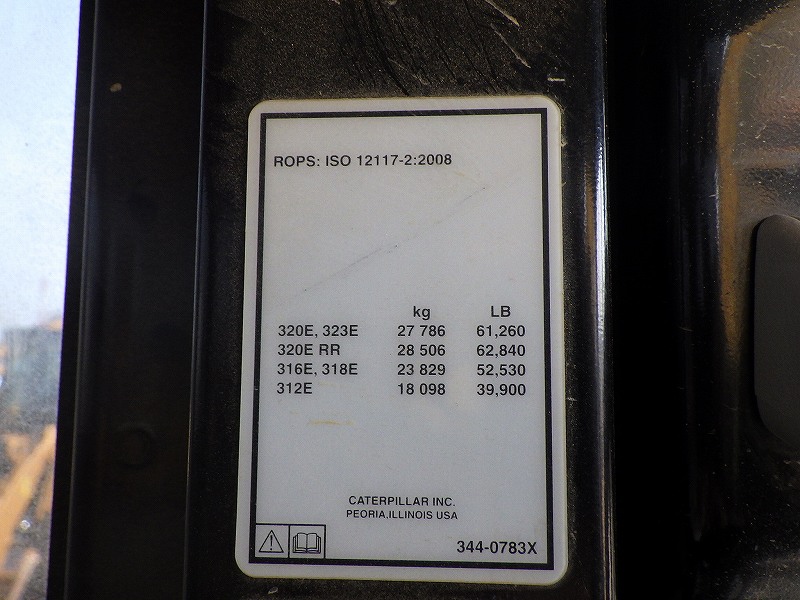 ROPS: ISO 12117-2:2008
kg LB
320E, 323E 27 786 61,260
320E RR 28 506 62,840
316E, 318E 23 829 52,530
312E 18 098 39,900
CATERPILLAR INC.
PEORIA,ILLINOIS USA
344-0783X